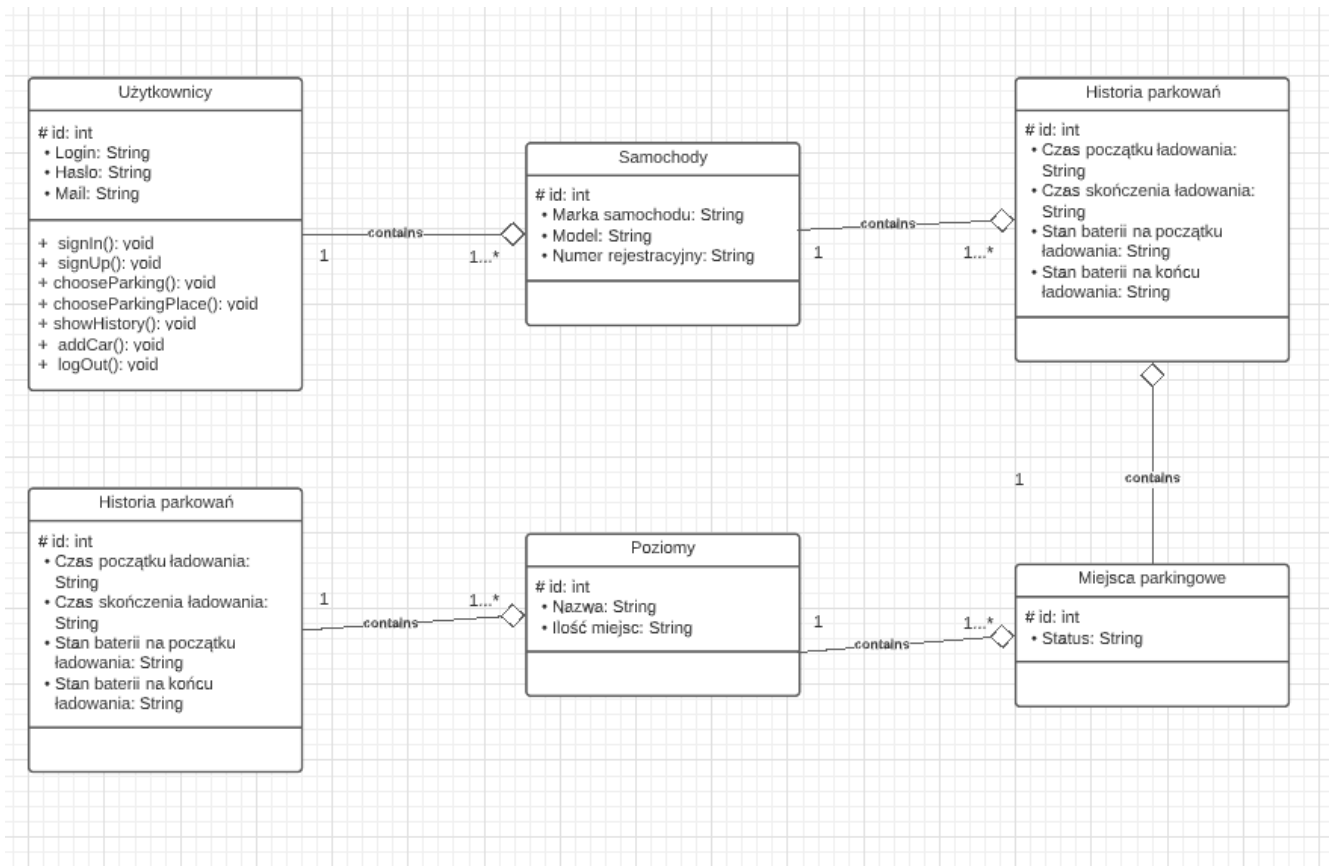 Użytkownicy
# id: int
• Login: String
• Hasło: String
• Mail: String
+ signIn(): void
+ signUp(): void
+ chooseParking(): void
+ chooseParkingPlace(): void
+ showHistory(): void
+ addCar(): void
+ logOut(): void
1
contains
1...*
Samochody
# id: int
• Marka samochodu: String
• Model: String
• Numer rejestracyjny: String
1
contains
1...*
Historia parkowań
# id: int
• Czas początku ładowania:
String
• Czas skończenia ładowania:
String
• Stan baterii na początku
ładowania: String
• Stan baterii na końcu
ładowania: String
1
contains
Historia parkowań
# id: int
• Czas początku ładowania:
String
• Czas skończenia ładowania:
String
• Stan baterii na początku
ładowania: String
• Stan baterii na końcu
ładowania: String
1
contains
1...*
Poziomy
# id: int
• Nazwa: String
• Ilość miejsc: String
1
contains
1...*
Miejsca parkingowe
# id: int
• Status: String